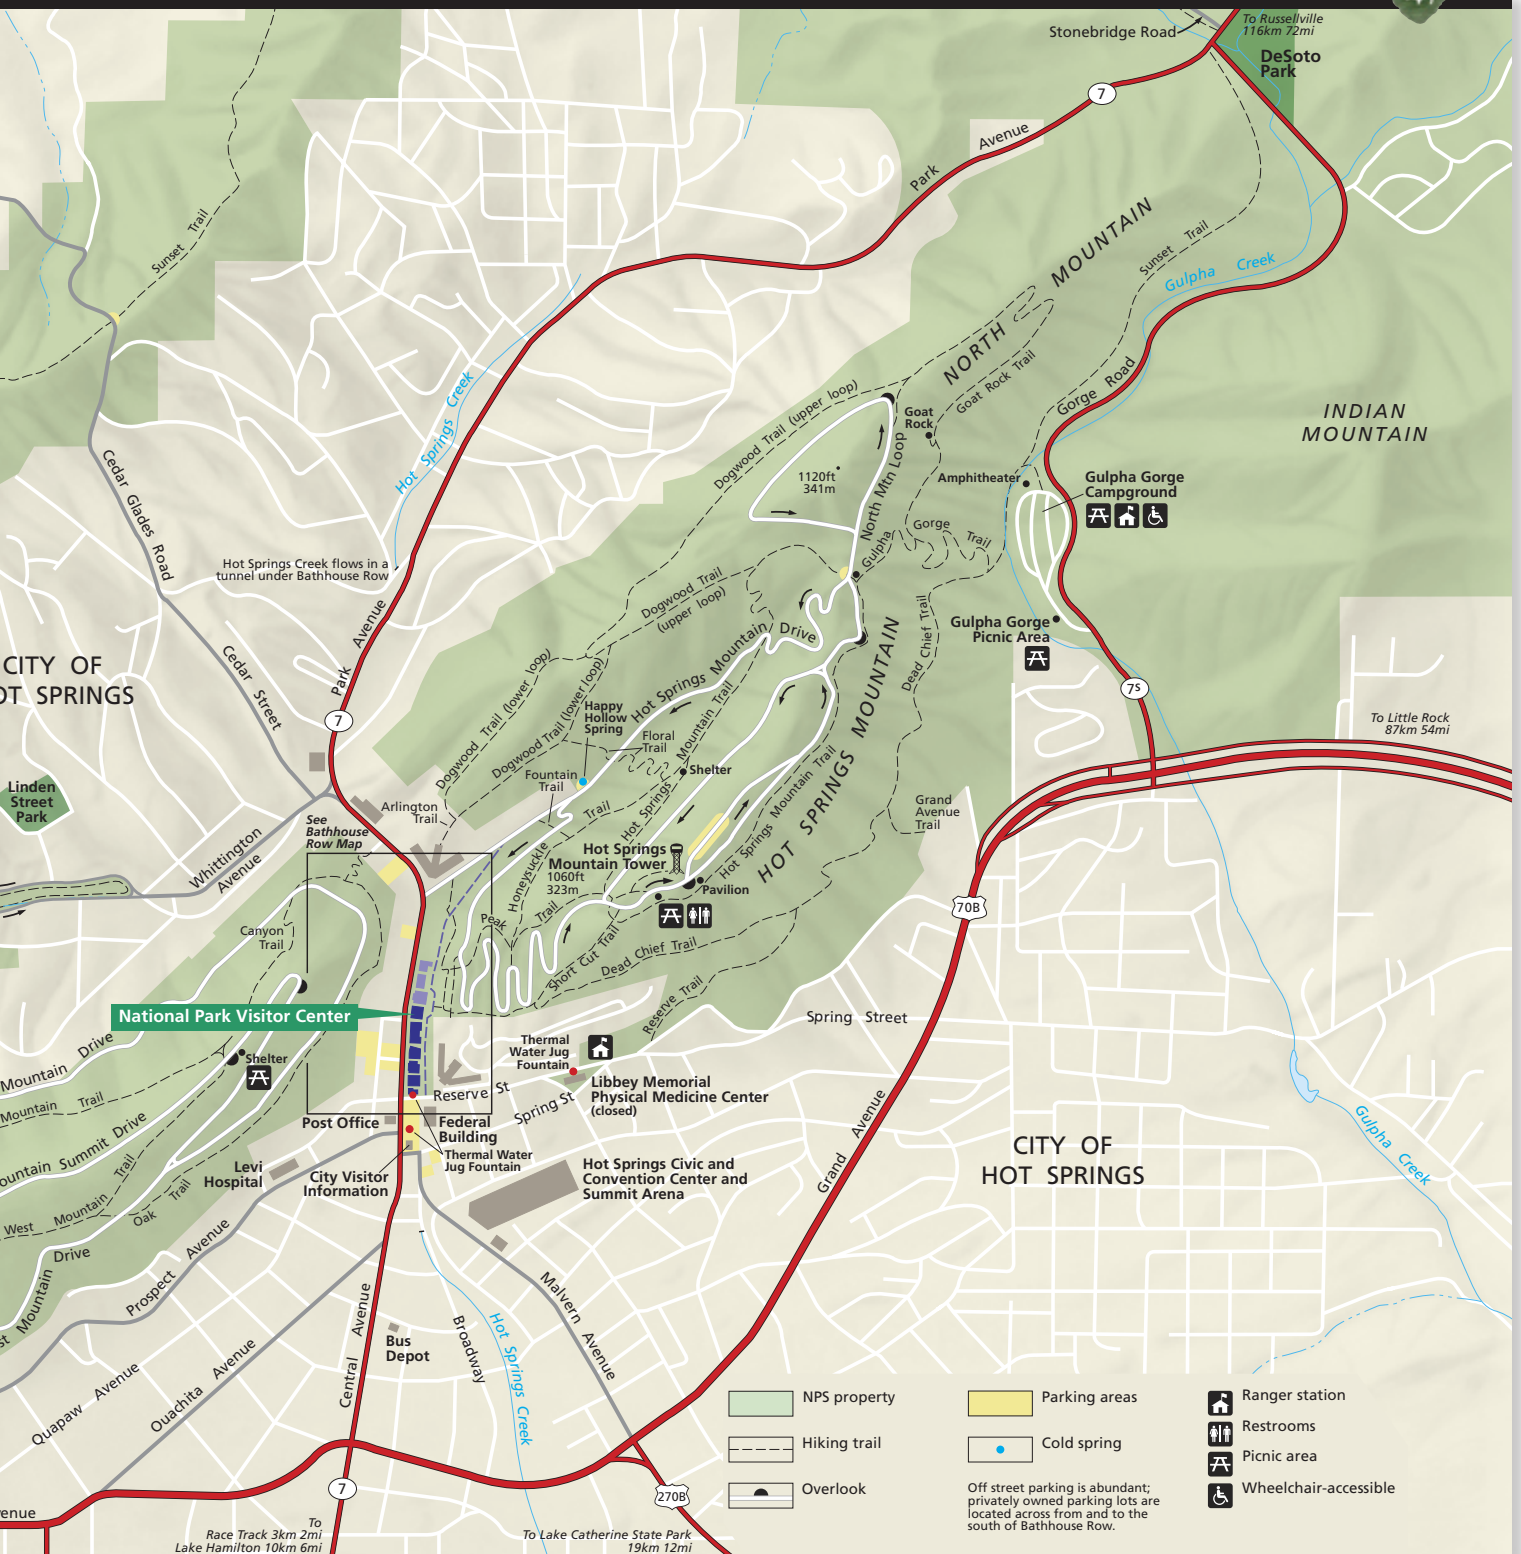 Stonebridge Road
To Russellville
116km 72mi
DeSoto
Park
7
Park Avenue
Sunset Trail
NORTH MOUNTAIN
Sunset Trail
Gulpha Creek
Hot Springs Creek
Gorge Road
INDIAN
MOUNTAIN
Dogwood Trail (upper loop)
Goat Rock Trail
Goat
Rock
North Mtn Loop
1120ft
341m
Amphitheater
Gulpha Gorge
Campground
Cedar Glades Road
Gulpha Gorge Trail
Hot Springs Creek flows in a
tunnel under Bathhouse Row
Dogwood Trail
(upper loop)
Park Avenue
Dead Chief Trail
Gulpha Gorge
Picnic Area
CITY OF
OT SPRINGS
Cedar Street
Hot Springs Mountain Drive
7S
7
Dogwood Trail (lower loop)
Dogwood Trail (lower loop)
Happy
Hollow
Spring
Floral
Trail
Hot Springs Mountain Trail
HOT SPRINGS MOUNTAIN
To Little Rock
87km 54mi
Shelter
Fountain
Trail
Linden
Street
Park
Arlington
Trail
See
Bathhouse
Row Map
Honeysuckle Trail
Hot Springs Mountain Trail
Grand
Avenue
Trail
Whittington
Avenue
Hot Springs
Mountain Tower
1060ft
323m
Pavilion
70B
Peak Trail
Canyon
Trail
Short Cut Trail
Dead Chief Trail
Reserve Trail
National Park Visitor Center
Spring Street
Mountain Drive
Shelter
Thermal
Water Jug
Fountain
Libbey Memorial
Physical Medicine Center
(closed)
Reserve St
Spring St
Mountain Trail
ountain Summit Drive
Post Office
Federal
Building
Thermal Water
Jug Fountain
Grand Avenue
Gulpha Creek
CITY OF
HOT SPRINGS
Levi
Hospital
City Visitor
Information
Hot Springs Civic and
Convention Center and
Summit Arena
West Mountain Trail
Oak Trail
st Mountain Drive
Prospect Avenue
Malvern Avenue
Central Avenue
Broadway
Hot Springs Creek
Bus
Depot
Quapaw Avenue
Ouachita Avenue
NPS property
Hiking trail
Overlook
Parking areas
Cold spring
Off street parking is abundant;
privately owned parking lots are
located across from and to the
south of Bathhouse Row.
Ranger station
Restrooms
Picnic area
Wheelchair-accessible
7
270B
enue
To
Race Track 3km 2mi
Lake Hamilton 10km 6mi
To Lake Catherine State Park
19km 12mi